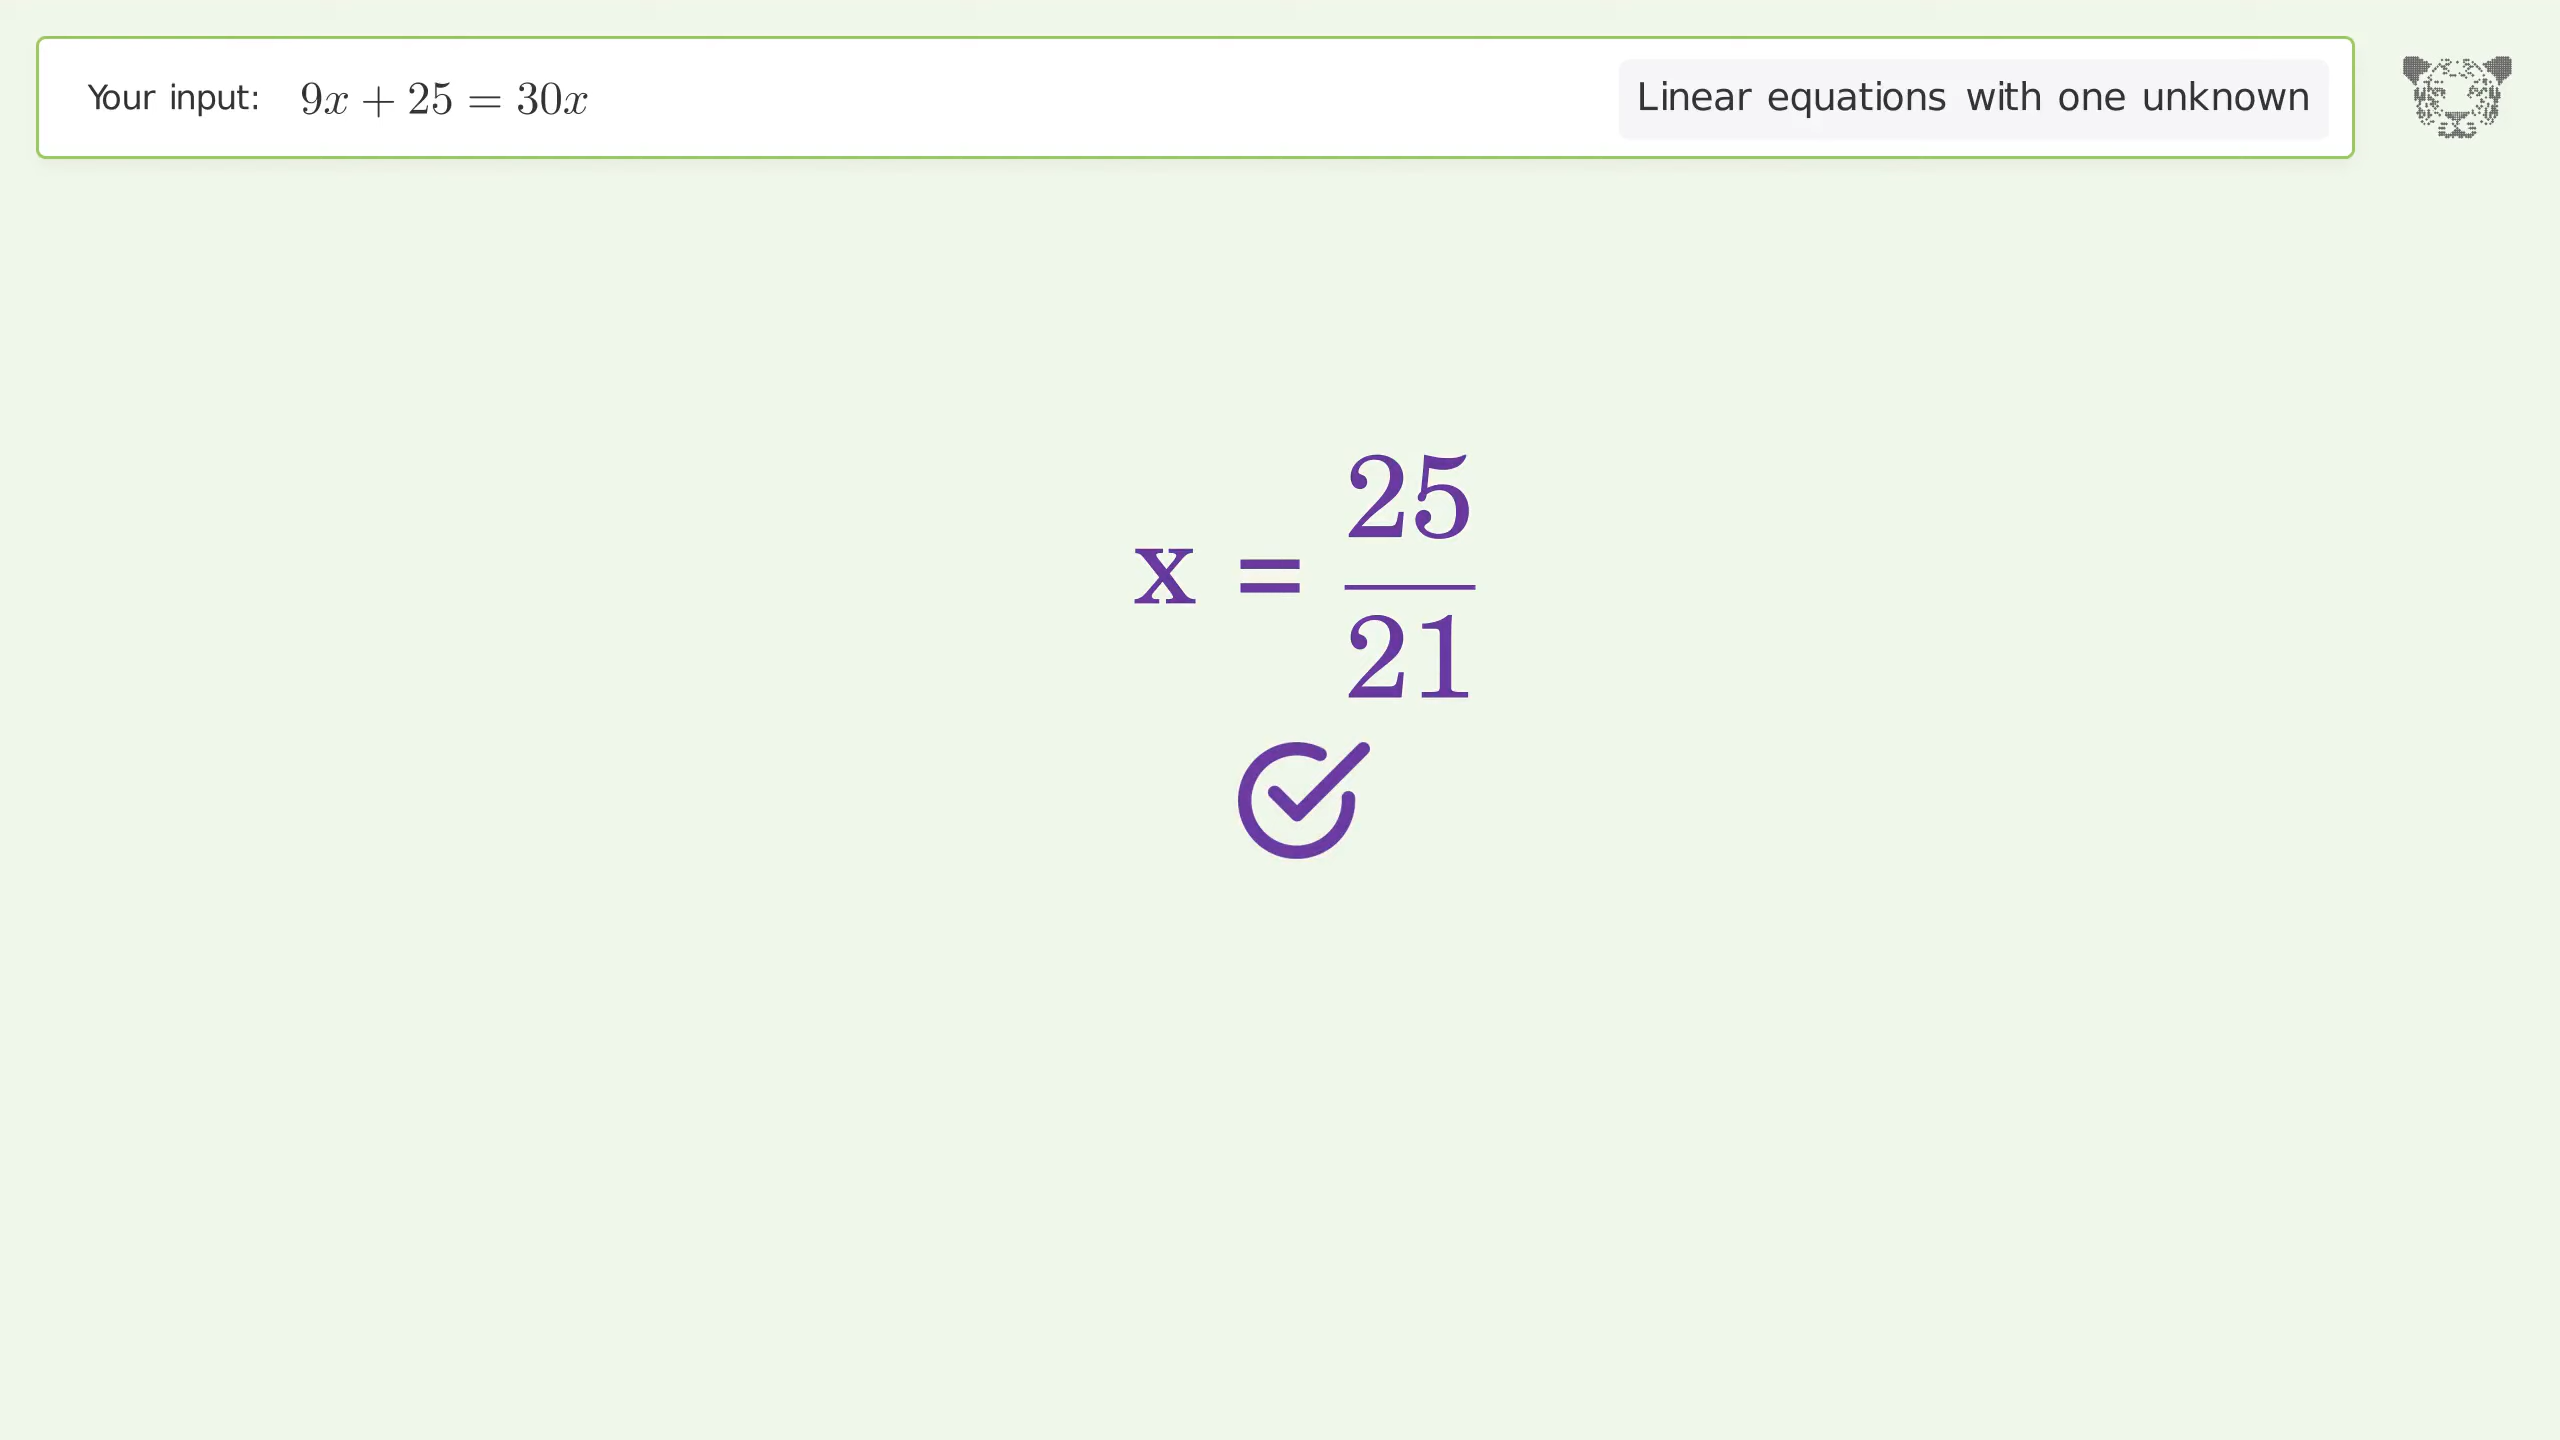 Your input: 9x + 25 = 30x
Linear equations with one unknown
x = 25/21